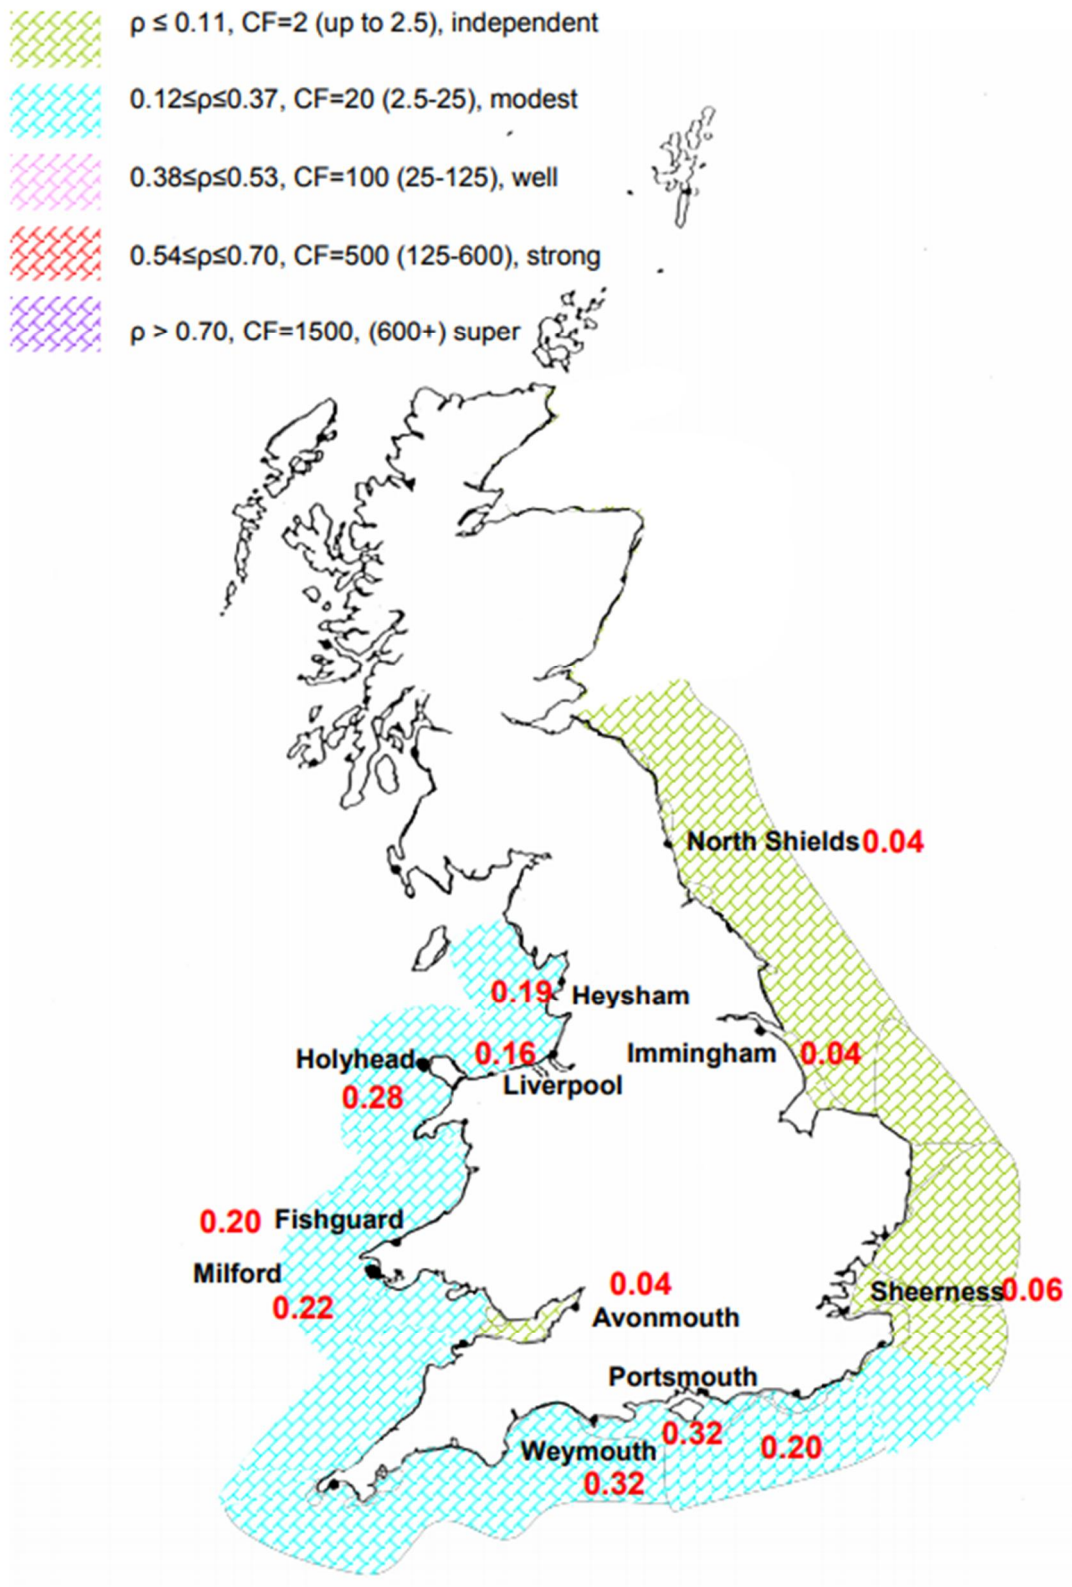 ρ ≤ 0.11, CF=2 (up to 2.5), independent
0.12≤ρ≤0.37, CF=20 (2.5-25), modest
0.38≤ρ≤0.53, CF=100 (25-125), well
0.54≤ρ≤0.70, CF=500 (125-600), strong
ρ > 0.70, CF=1500, (600+) super
North Shields 0.04
0.19 Heysham
Immingham 0.04
Holyhead 0.16
Liverpool
0.28
0.20 Fishguard
Milford
0.22
0.04
Avonmouth
Sheerness 0.06
Portsmouth
0.32
0.20
Weymouth
0.32